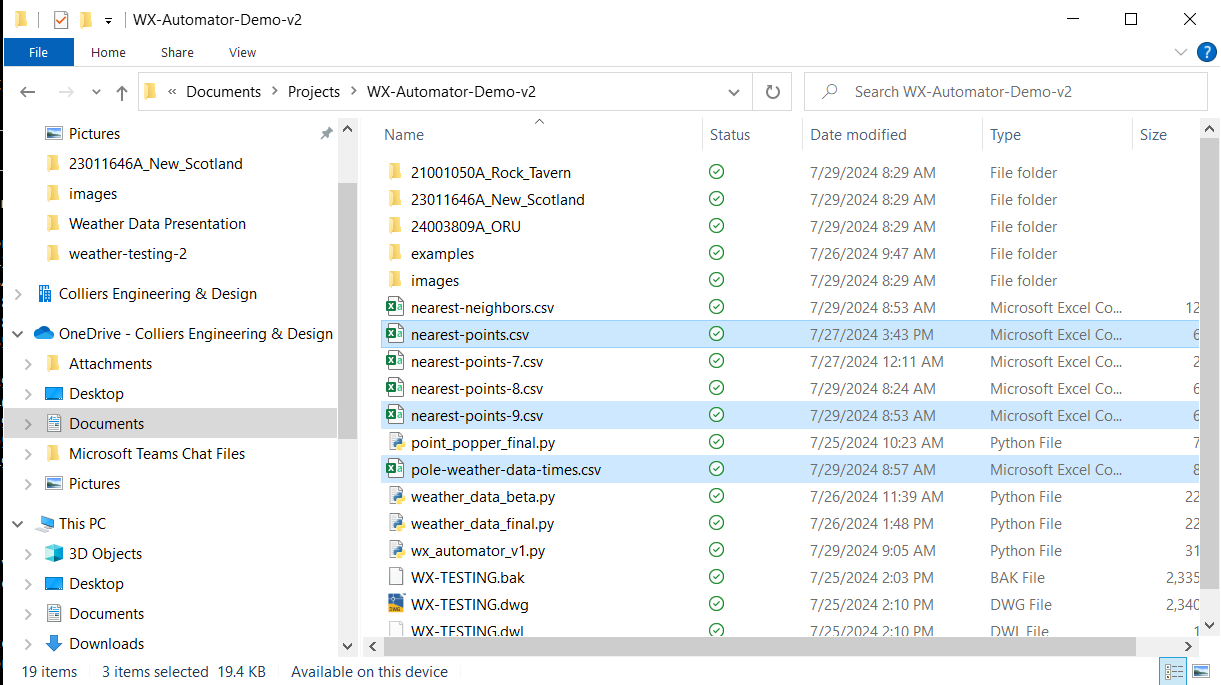 WX-Automator-Demo-v2
File Home Share View
« Documents > Projects > WX-Automator-Demo-v2 Search WX-Automator-Demo-v2
Pictures
23011646A_New_Scotland
images
Weather Data Presentation
weather-testing-2
Colliers Engineering & Design
OneDrive - Colliers Engineering & Design
Attachments
Desktop
Documents
Microsoft Teams Chat Files
Pictures
This PC
3D Objects
Desktop
Documents
Downloads
Name Status Date modified Type Size
21001050A_Rock_Tavern 7/29/2024 8:29 AM File folder
23011646A_New_Scotland 7/29/2024 8:29 AM File folder
24003809A_ORU 7/29/2024 8:29 AM File folder
examples 7/26/2024 9:47 AM File folder
images 7/29/2024 8:29 AM File folder
nearest-neighbors.csv 7/29/2024 8:53 AM Microsoft Excel Co... 12
nearest-points.csv 7/27/2024 3:43 PM Microsoft Excel Co... 6
nearest-points-7.csv 7/27/2024 12:11 AM Microsoft Excel Co... 2
nearest-points-8.csv 7/29/2024 8:24 AM Microsoft Excel Co... 6
nearest-points-9.csv 7/29/2024 8:53 AM Microsoft Excel Co... 6
point_popper_final.py 7/25/2024 10:23 AM Python File 7
pole-weather-data-times.csv 7/29/2024 8:57 AM Microsoft Excel Co... 8
weather_data_beta.py 7/26/2024 11:39 AM Python File 22
weather_data_final.py 7/26/2024 1:48 PM Python File 22
wx_automator_v1.py 7/29/2024 9:05 AM Python File 31
WX-TESTING.bak 7/25/2024 2:03 PM BAK File 2,335
WX-TESTING.dwg 7/25/2024 2:10 PM DWG File 2,340
WX-TESTING.dwl 7/25/2024 2:10 PM DWL File 1
19 items 3 items selected 19.4 KB Available on this device